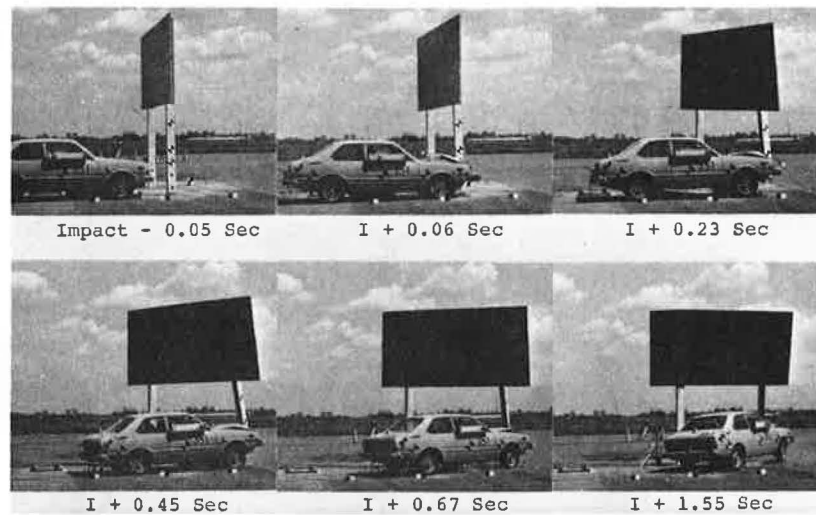 Impact - 0.05 Sec
I + 0.06 Sec
I + 0.23 Sec
I + 0.45 Sec
I + 0.67 Sec
I + 1.55 Sec